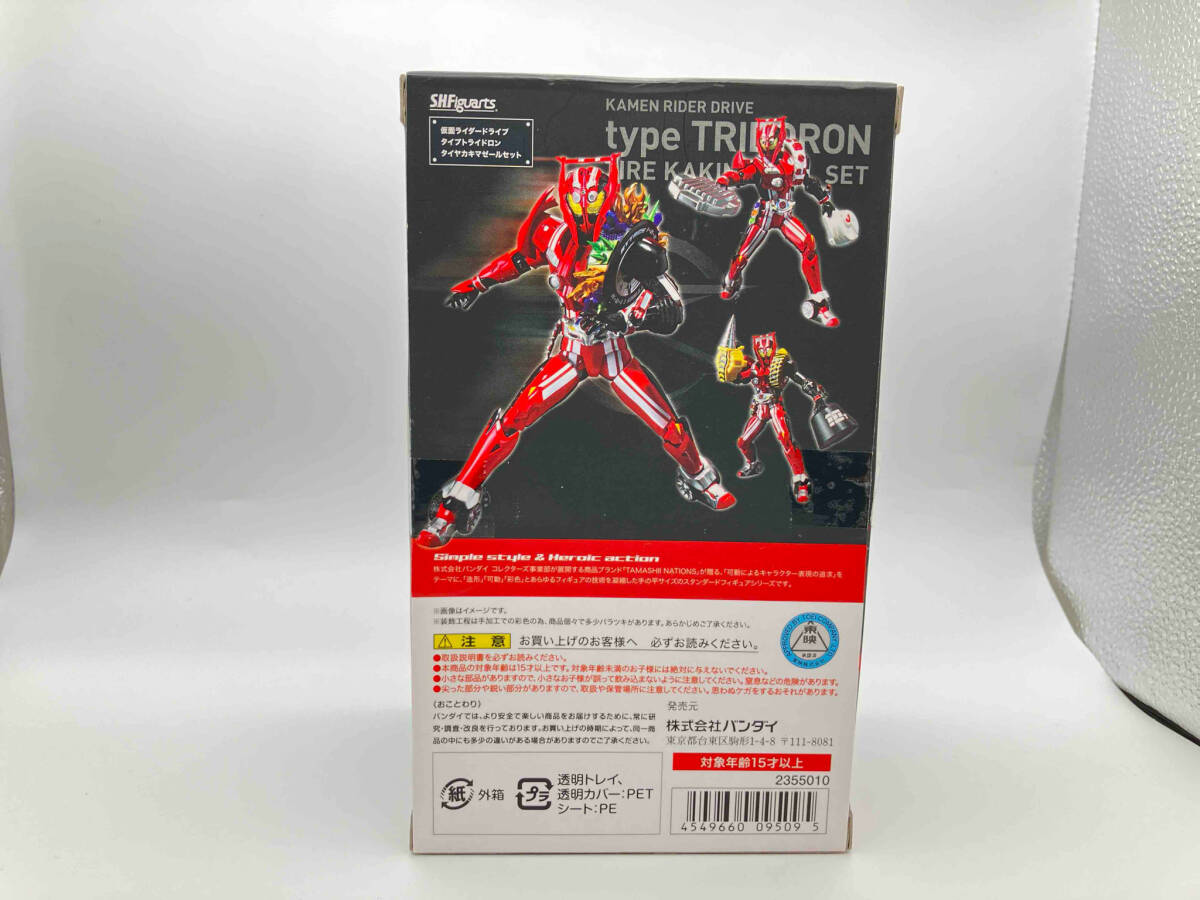 S.H.Figuarts
仮面ライダードライブ
タイプトライドロン
タイヤカキマゼールセット
KAMEN RIDER DRIVE
type
SET
Simple style & Heroic action
株式会社バンダイ コレクターズ事業部が展開する商品ブランド「TAMASHII NATIONS」が贈る、「可動によるキャラクター表現の追求」を
テーマに、「造形」「可動」「彩色」とあらゆるフィギュアの技術を凝縮した手の平サイズのスタンダードフィギュアシリーズです。
※画像はイメージです。
※装飾工程は手加工での彩色の為、商品個々で多少バラツキがあります。あらかじめご了承ください。
注意 お買い上げのお客様へ 必ずお読みください。
●取扱説明書を必ずお読みください。
●本商品の対象年齢は15才以上です。対象年齢未満のお子様には絶対に与えないでください。
●小さな部品がありますので、小さなお子様が誤って飲み込まないように注意してください。窒息などの危険があります。
●尖った部分や鋭い部分がありますので、取扱や保管場所に注意してください。思わぬケガをするおそれがあります。
APPROVED BY TOEI COMPANY
東映
〈おことわり〉
バンダイでは、より安全で楽しい商品をお届けするために、常に研
究・調査・改良を行っております。お買い上げの時期によって、同一商
品の中にも多少の違いがある場合がありますのでご了承ください。
発売元
株式会社バンダイ
東京都台東区駒形1-4-8 〒111-8081
対象年齢15才以上
2355010
紙 外箱
プラ 透明トレイ、
透明カバー:PET
シート:PE
4549660 09509 5